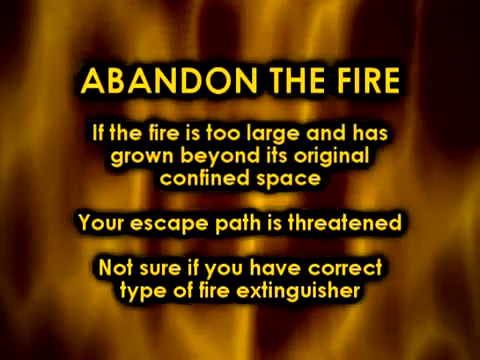 ABANDON THE FIRE
If the fire is too large and has
grown beyond its original
confined space
Your escape path is threatened
Not sure if you have correct
type of fire extinguisher